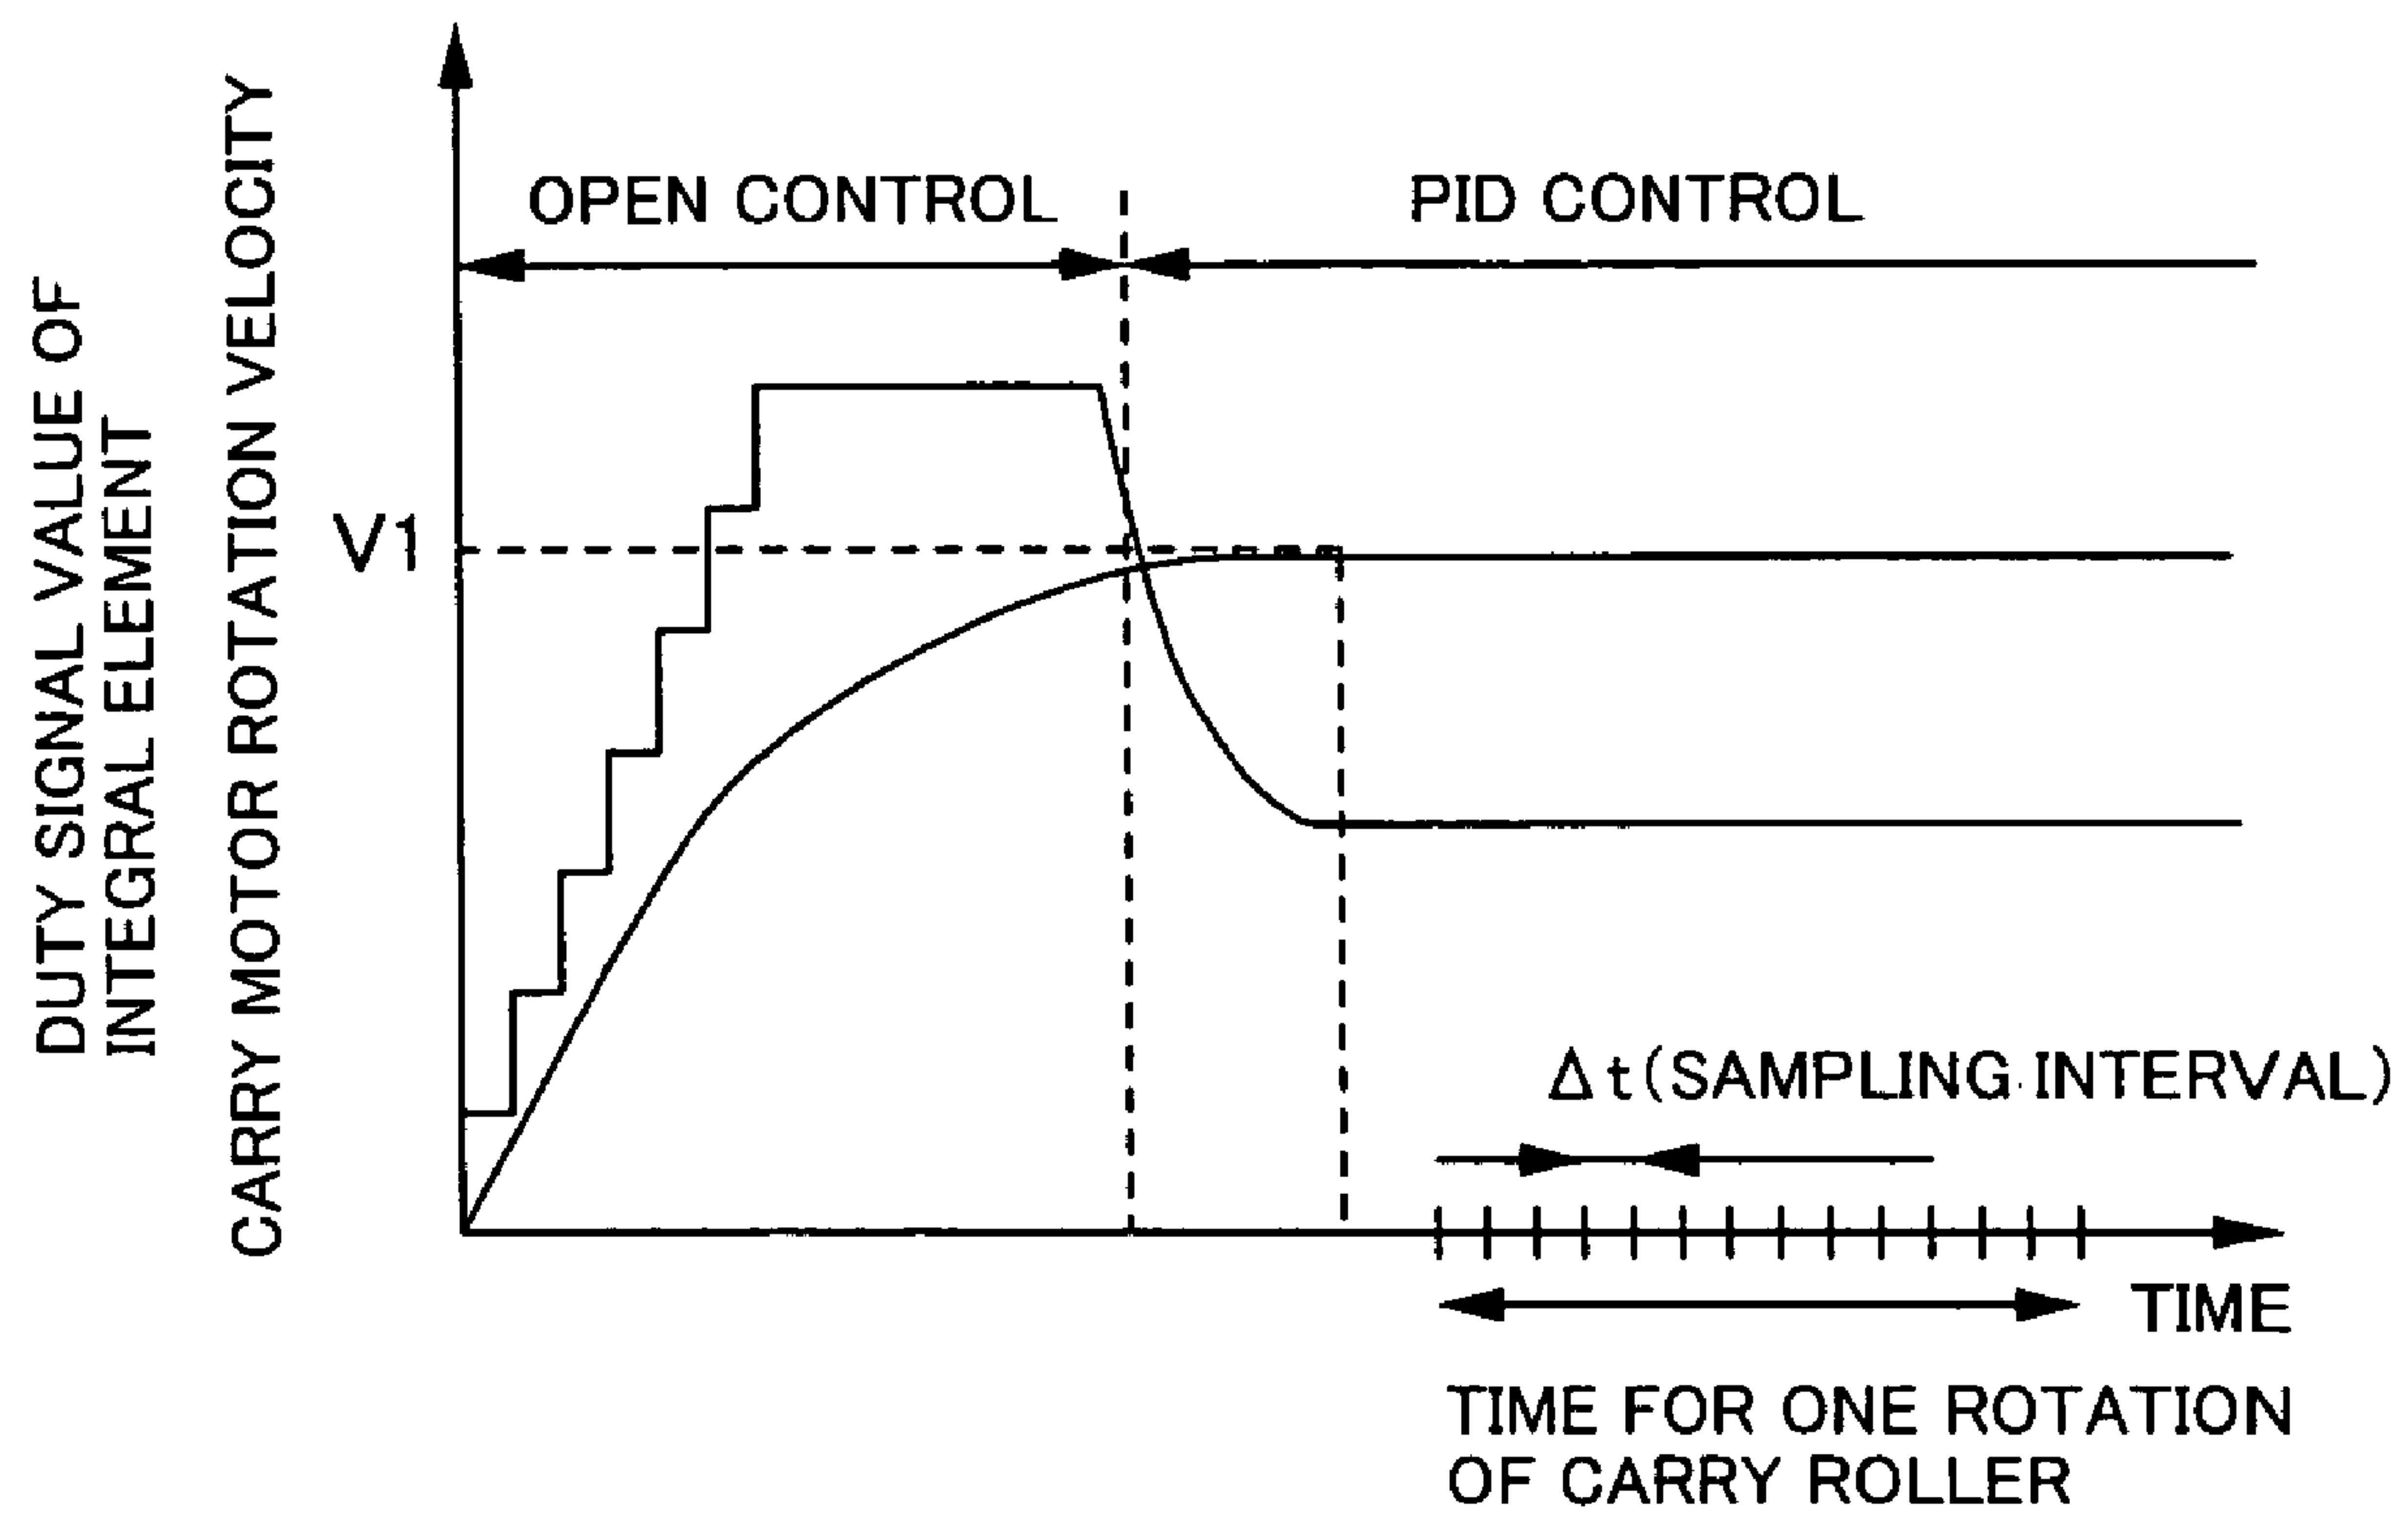 DUTY SIGNAL VALUE OF
INTEGRAL ELEMENT
CARRY MOTOR ROTATION VELOCITY
OPEN CONTROL
PID CONTROL
V1
Δt(SAMPLING INTERVAL)
TIME
TIME FOR ONE ROTATION
OF CARRY ROLLER